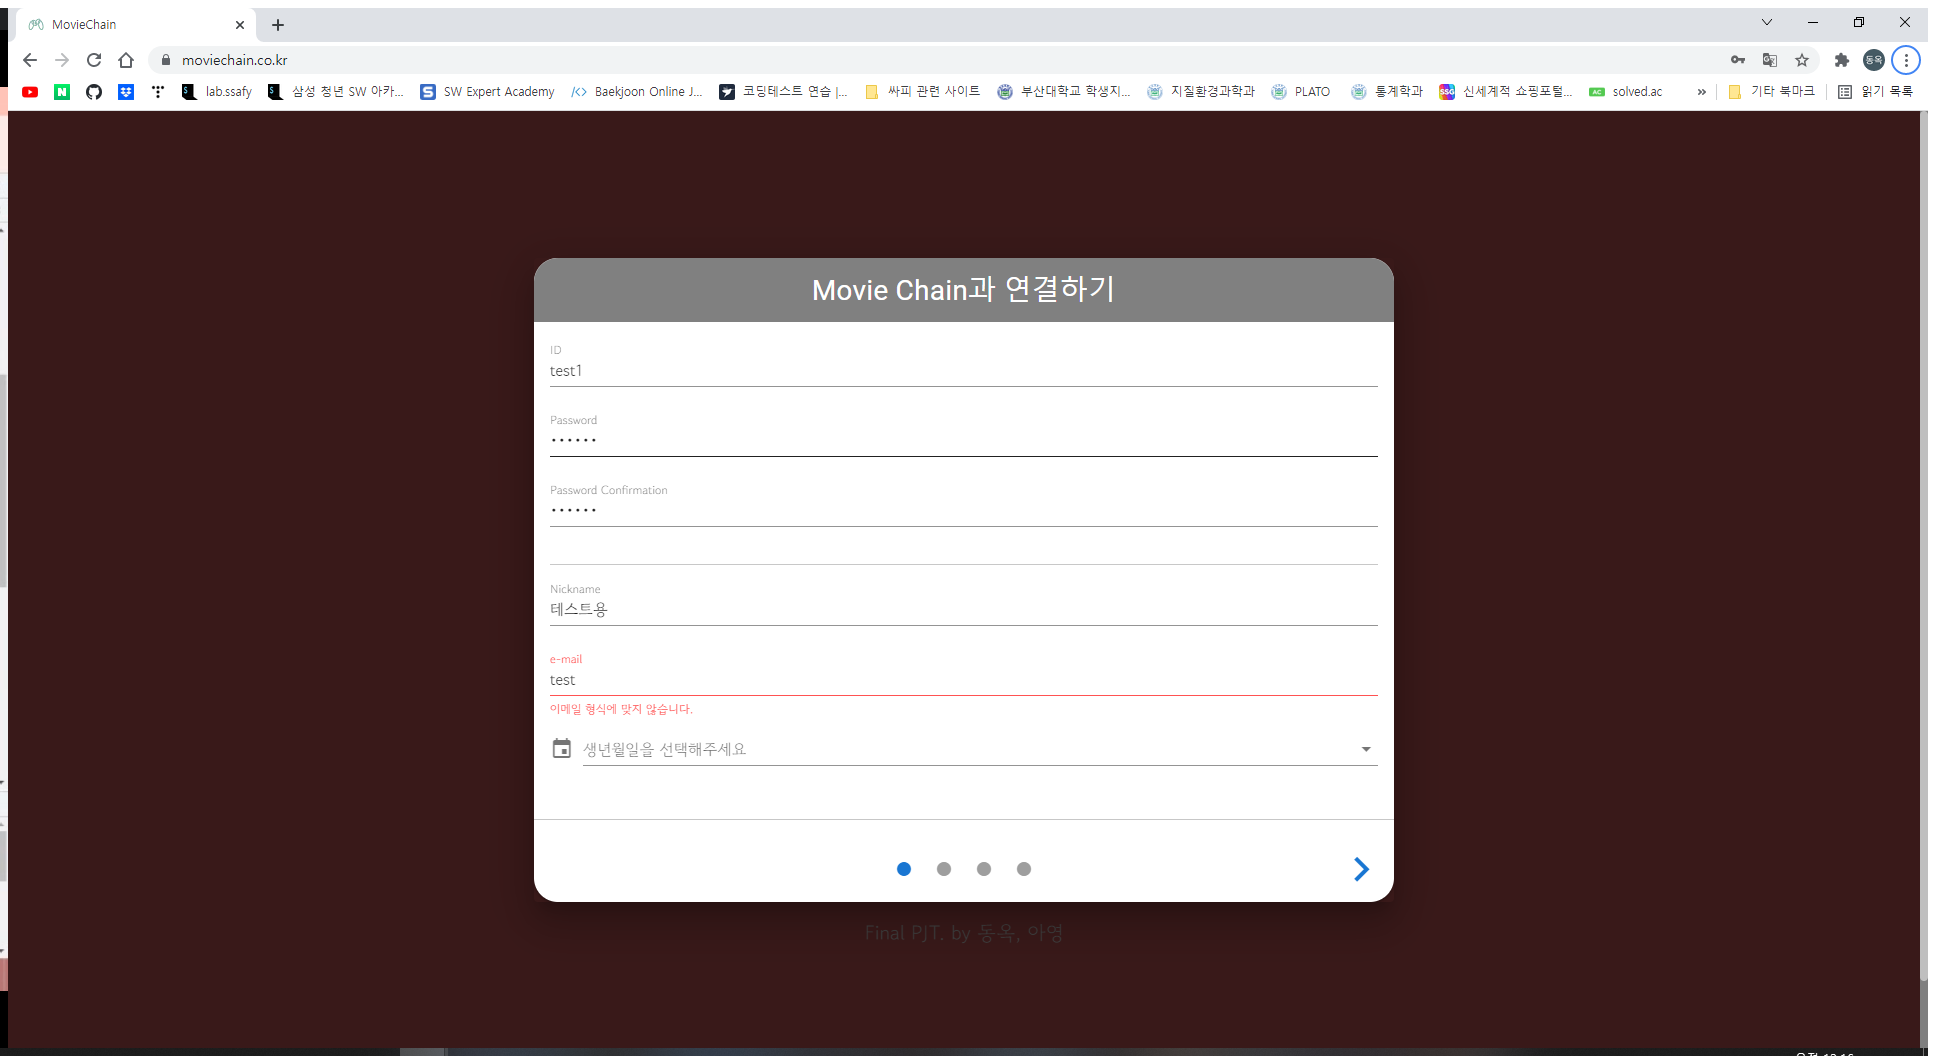 MovieChain
moviechain.co.kr
동옥
lab.ssafy 삼성 청년 SW 아카... SW Expert Academy Baekjoon Online J... 코딩테스트 연습 |... 싸피 관련 사이트 부산대학교 학생지... 지질환경과학과 PLATO 통계학과 신세계적 쇼핑포털... solved.ac » 기타 북마크 읽기 목록
Movie Chain과 연결하기
ID
test1
Password
••••••
Password Confirmation
••••••
Nickname
테스트용
e-mail
test
이메일 형식에 맞지 않습니다.
생년월일을 선택해주세요
Final PJT. by 동옥, 아영